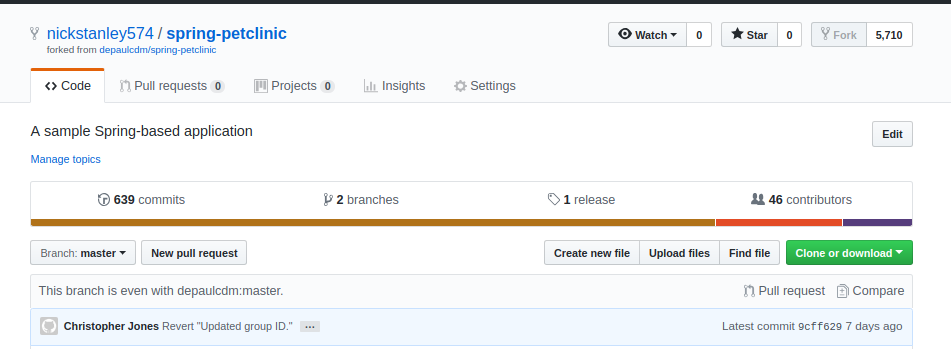 nickstanley574 / spring-petclinic Watch 0 Star 0 Fork 5,710
forked from depaulcdm/spring-petclinic
Code Pull requests 0 Projects 0 Insights Settings
A sample Spring-based application Edit
Manage topics
639 commits 2 branches 1 release 46 contributors
Branch: master New pull request Create new file Upload files Find file Clone or download
This branch is even with depaulcdm:master. Pull request Compare
Christopher Jones Revert "Updated group ID." ... Latest commit 9cff629 7 days ago